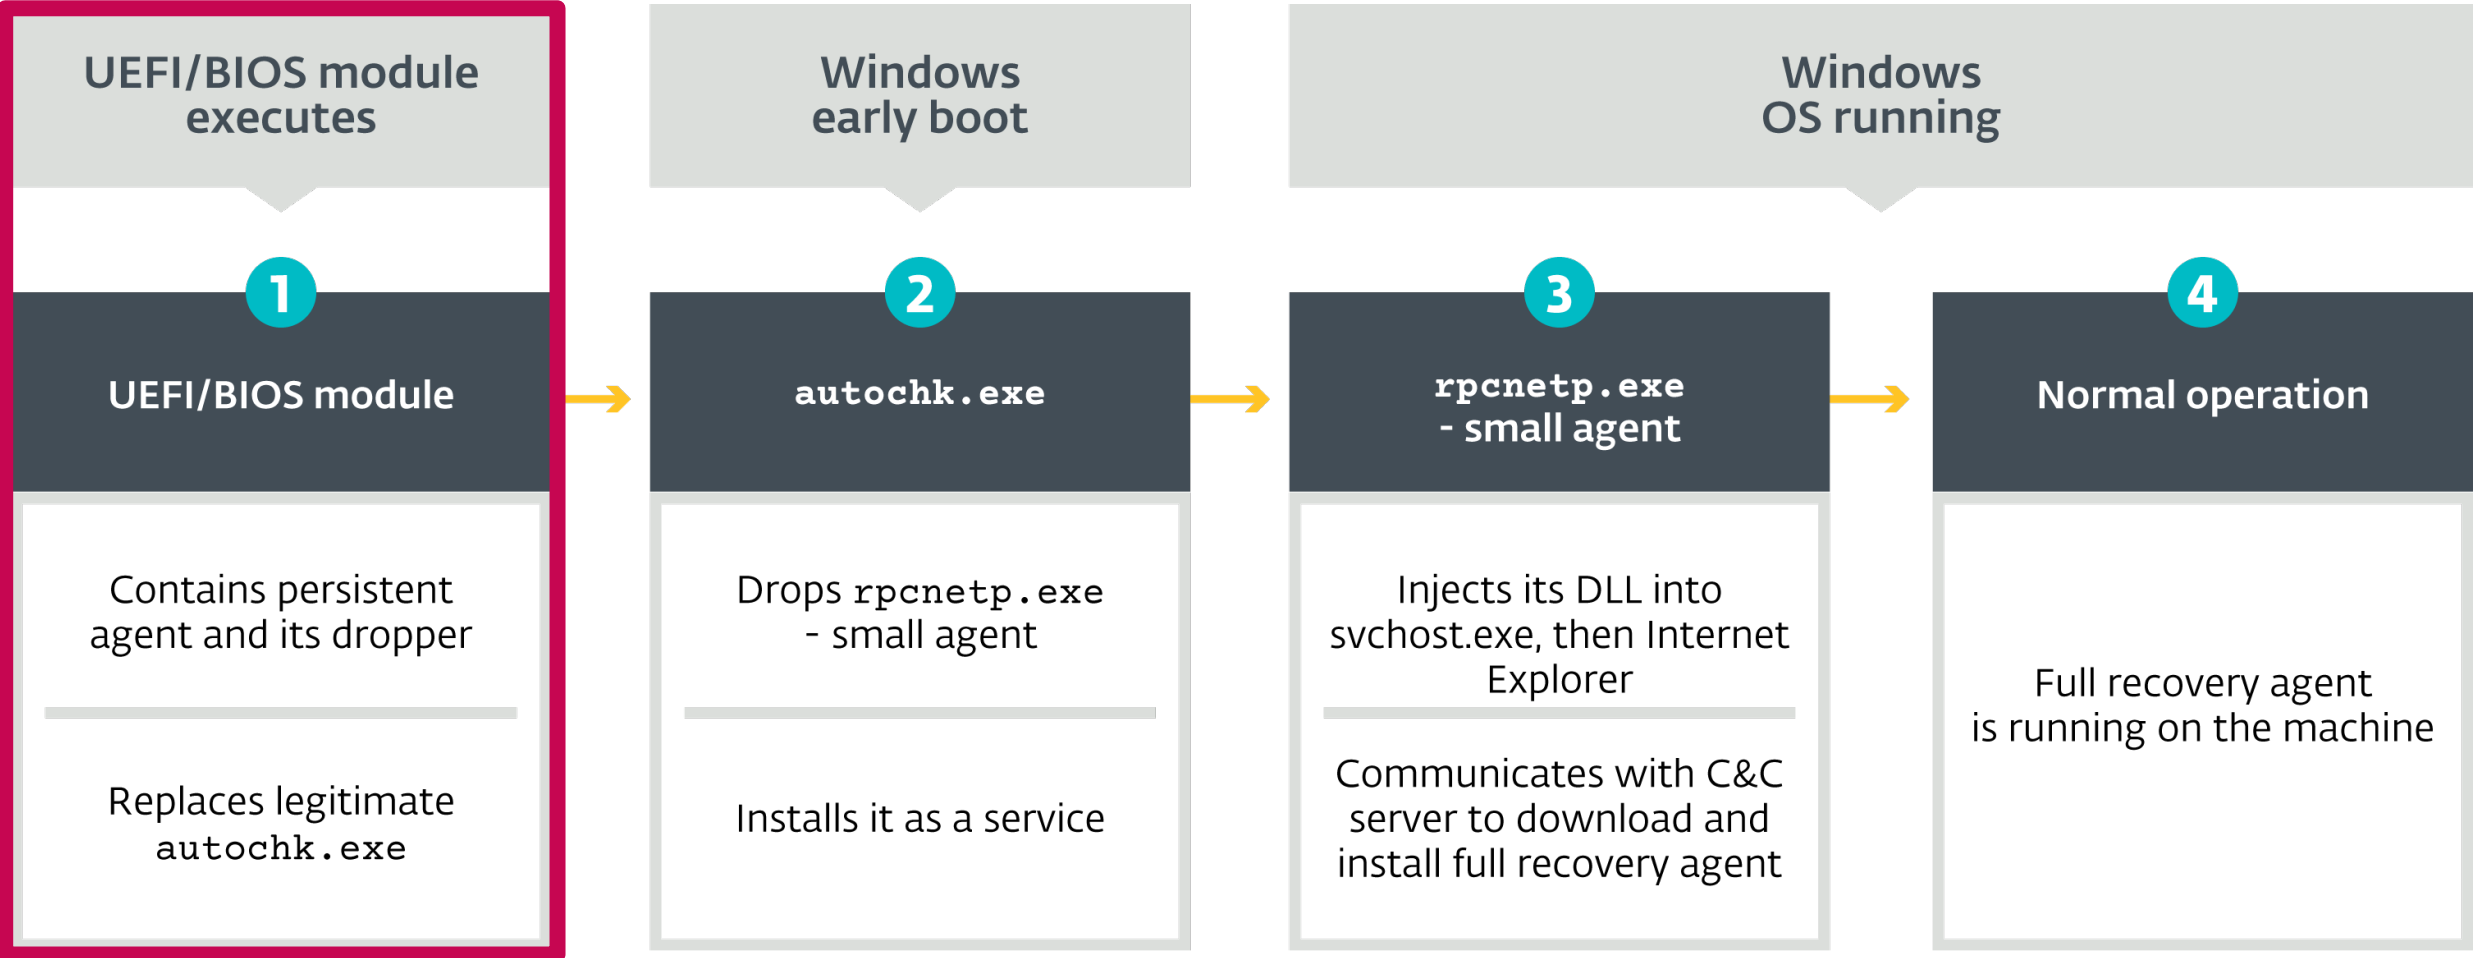 UEFI/BIOS module
executes
Windows
early boot
Windows
OS running
1
UEFI/BIOS module
Contains persistent
agent and its dropper
Replaces legitimate
autochk.exe
2
autochk.exe
Drops rpcnetp.exe
- small agent
Installs it as a service
3
rpcnetp.exe
- small agent
Injects its DLL into
svchost.exe, then Internet
Explorer
Communicates with C&C
server to download and
install full recovery agent
4
Normal operation
Full recovery agent
is running on the machine